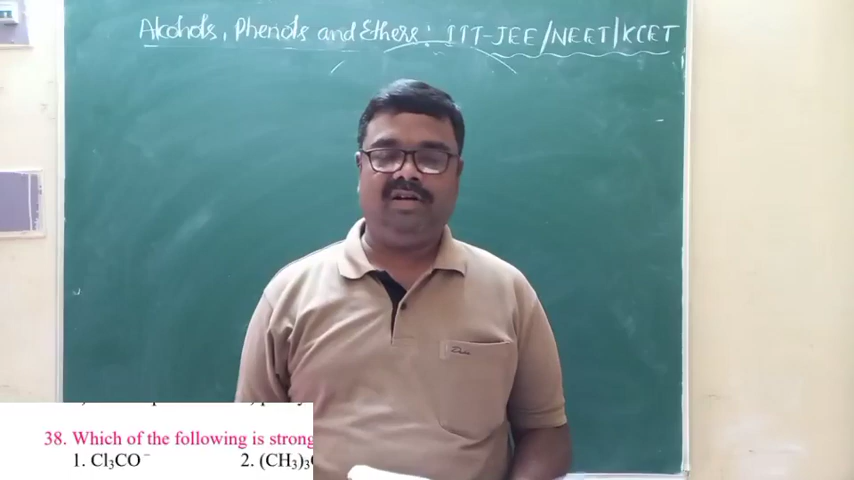 Alcohols, Phenols and Ethers: IIT-JEE/NEET/KCET
38. Which of the following is strong
1. Cl₃CO⁻ 2. (CH₃)₃